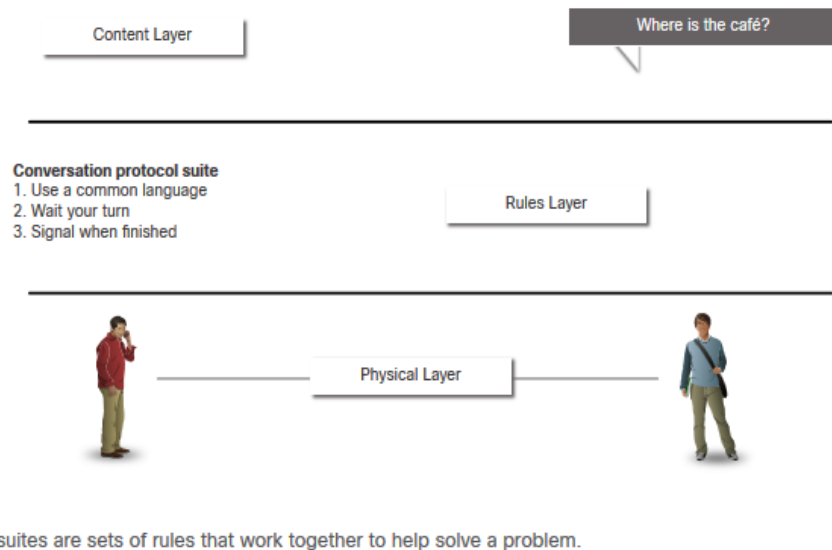 Content Layer
Where is the café?
Conversation protocol suite
1. Use a common language
2. Wait your turn
3. Signal when finished
Rules Layer
Physical Layer
suites are sets of rules that work together to help solve a problem.